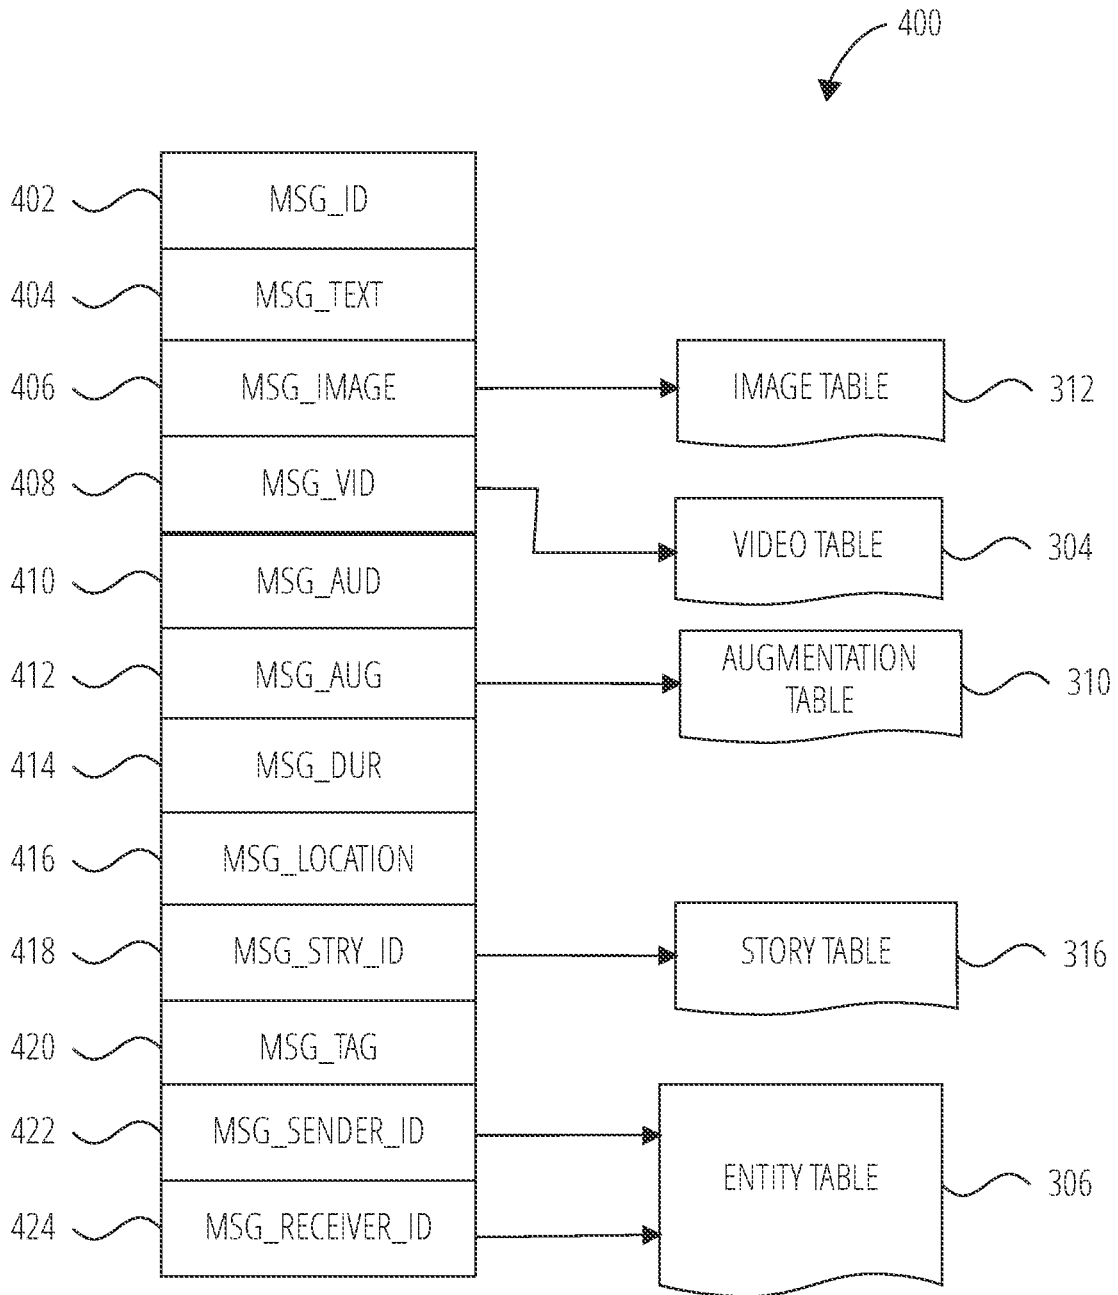 400
402 MSG_ID
404 MSG_TEXT
406 MSG_IMAGE IMAGE TABLE 312
408 MSG_VID VIDEO TABLE 304
410 MSG_AUD
412 MSG_AUG AUGMENTATION
TABLE 310
414 MSG_DUR
416 MSG_LOCATION
418 MSG_STRY_ID STORY TABLE 316
420 MSG_TAG
422 MSG_SENDER_ID
ENTITY TABLE 306
424 MSG_RECEIVER_ID